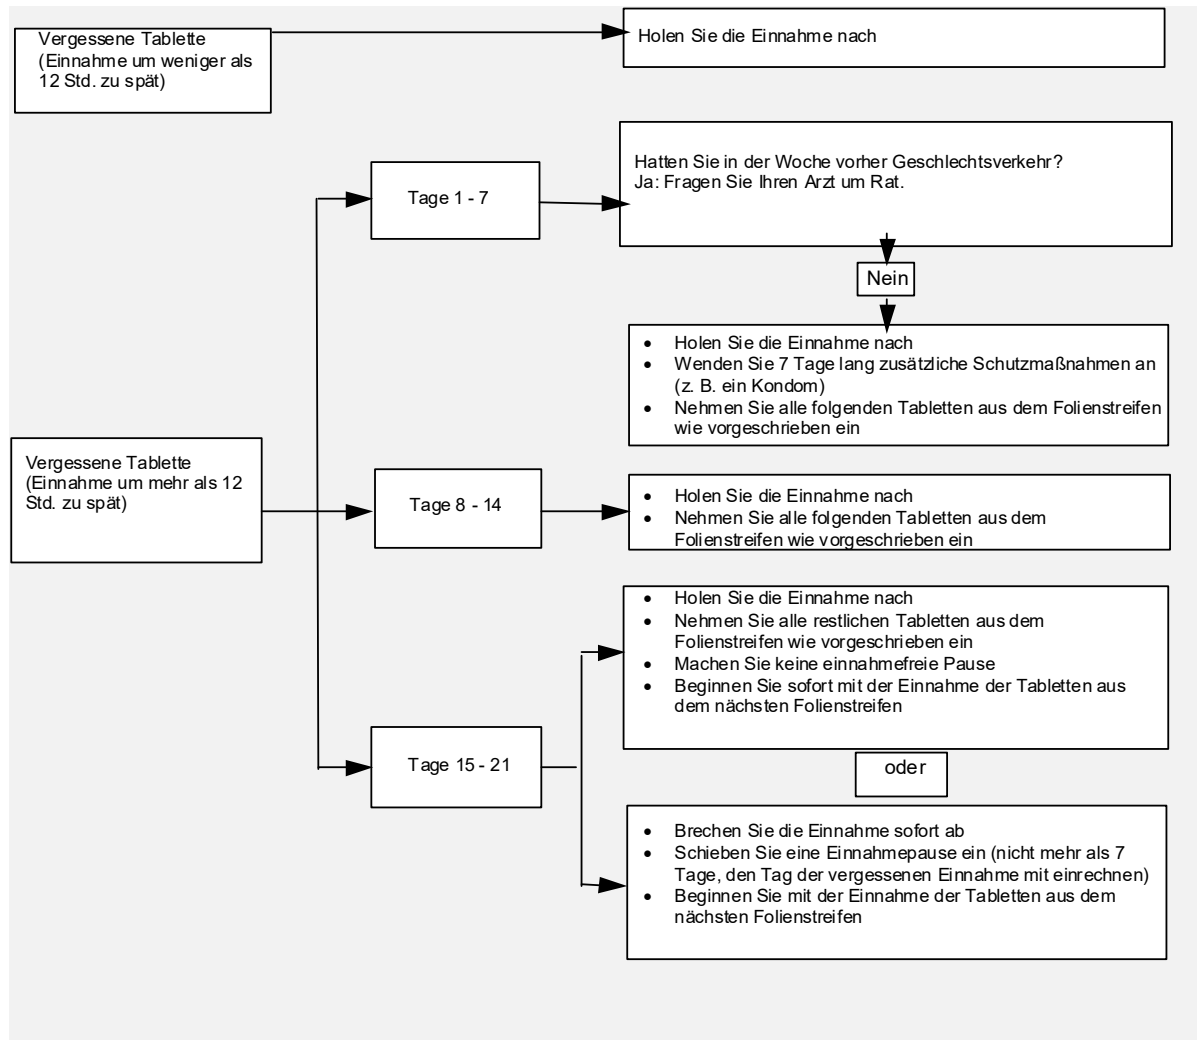 Vergessene Tablette
(Einnahme um weniger als
12 Std. zu spät)
Holen Sie die Einnahme nach
Hatten Sie in der Woche vorher Geschlechtsverkehr?
Ja: Fragen Sie Ihren Arzt um Rat.
Tage 1 - 7
Nein
• Holen Sie die Einnahme nach
• Wenden Sie 7 Tage lang zusätzliche Schutzmaßnahmen an
(z. B. ein Kondom)
• Nehmen Sie alle folgenden Tabletten aus dem Folienstreifen
wie vorgeschrieben ein
Vergessene Tablette
(Einnahme um mehr als 12
Std. zu spät)
Tage 8 - 14
• Holen Sie die Einnahme nach
• Nehmen Sie alle folgenden Tabletten aus dem
Folienstreifen wie vorgeschrieben ein
Tage 15 - 21
• Holen Sie die Einnahme nach
• Nehmen Sie alle restlichen Tabletten aus dem
Folienstreifen wie vorgeschrieben ein
• Machen Sie keine einnahmefreie Pause
• Beginnen Sie sofort mit der Einnahme der Tabletten aus
dem nächsten Folienstreifen
oder
• Brechen Sie die Einnahme sofort ab
• Schieben Sie eine Einnahmepause ein (nicht mehr als 7
Tage, den Tag der vergessenen Einnahme mit einrechnen)
• Beginnen Sie mit der Einnahme der Tabletten aus dem
nächsten Folienstreifen